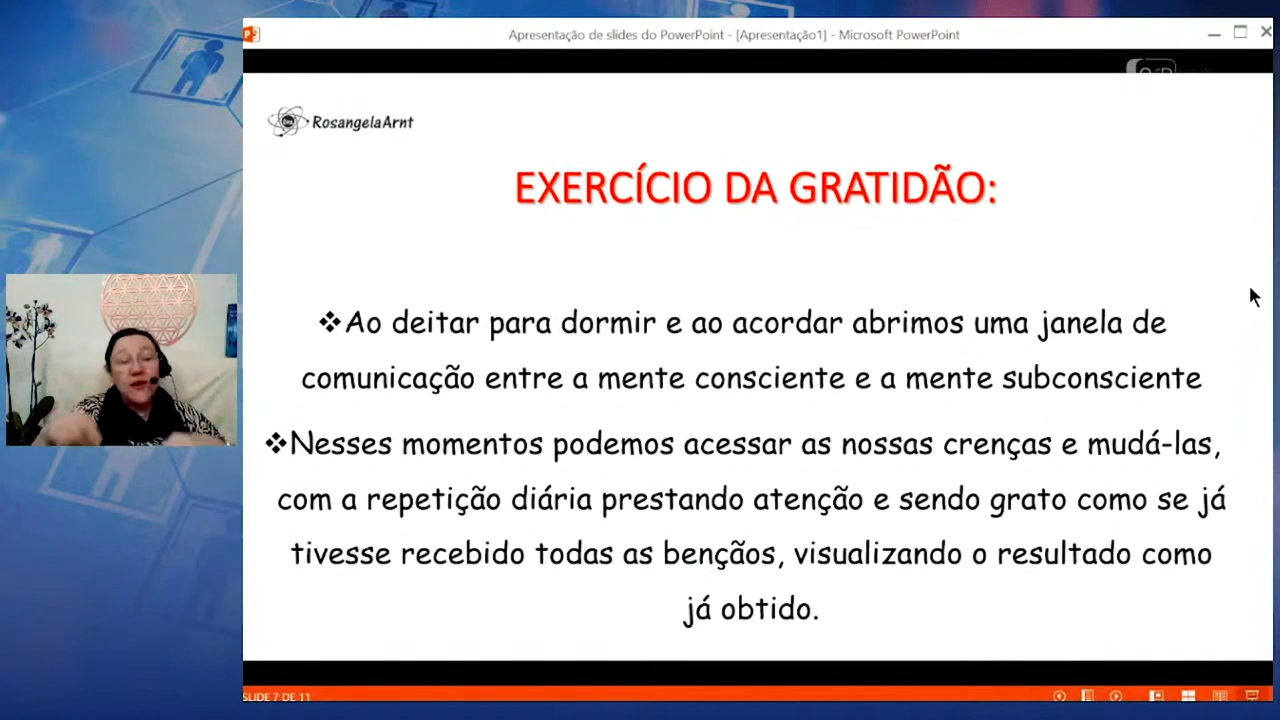 Apresentação de slides do PowerPoint - [Apresentação1] - Microsoft PowerPoint
RosangelaArnt
EXERCÍCIO DA GRATIDÃO:
❖Ao deitar para dormir e ao acordar abrimos uma janela de
comunicação entre a mente consciente e a mente subconsciente
❖Nesses momentos podemos acessar as nossas crenças e mudá-las,
com a repetição diária prestando atenção e sendo grato como se já
tivesse recebido todas as bençãos, visualizando o resultado como
já obtido.
SLIDE 7 DE 11